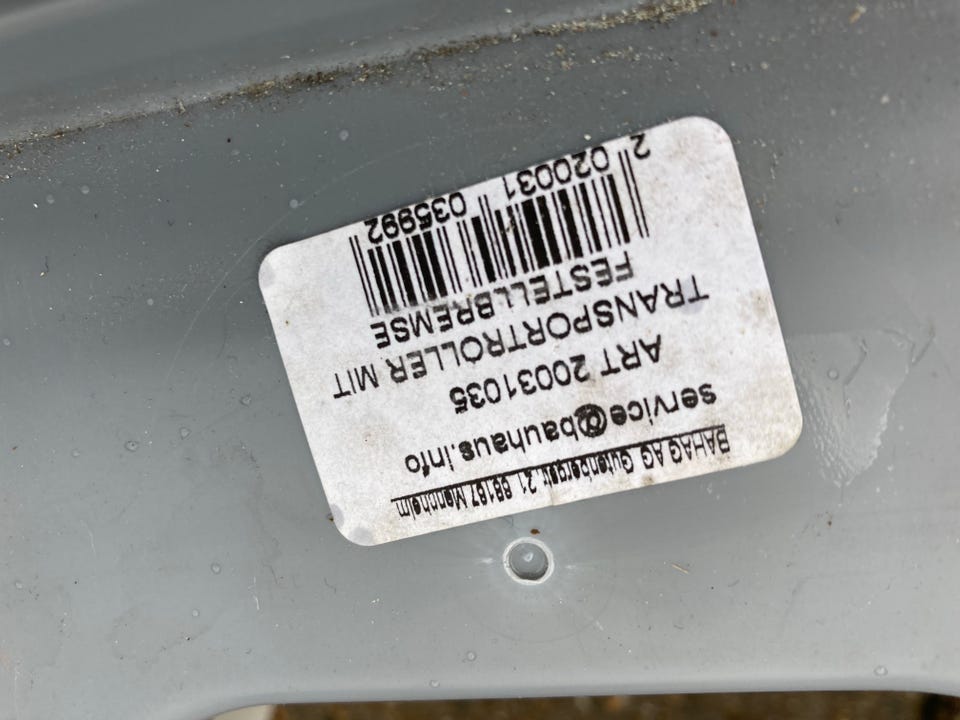 BAHAG AG Gutenbergstr. 21, 68167 Mannheim
service@bauhaus.info
ART 20031035
TRANSPORTROLLER MIT
FESTELLBREMSE
2 020031 035992